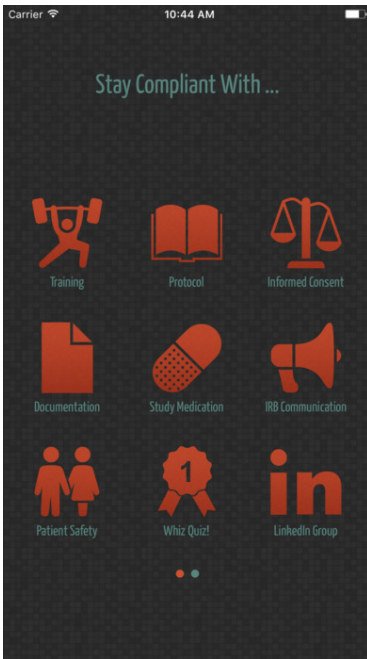 Carrier 10:44 AM
Stay Compliant With ...
Training Protocol Informed Consent
Documentation Study Medication IRB Communication
1
in
Patient Safety Whiz Quiz! LinkedIn Group